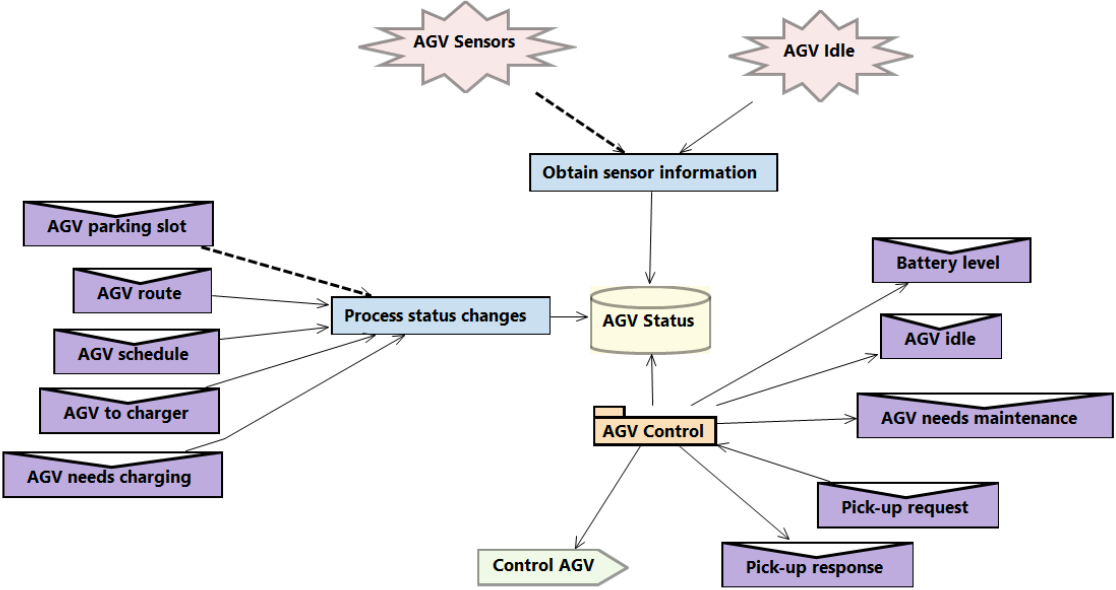 AGV Sensors
AGV Idle
Obtain sensor information
AGV parking slot
Battery level
AGV route
Process status changes
AGV Status
AGV idle
AGV schedule
AGV to charger
AGV Control
AGV needs maintenance
AGV needs charging
Pick-up request
Control AGV
Pick-up response